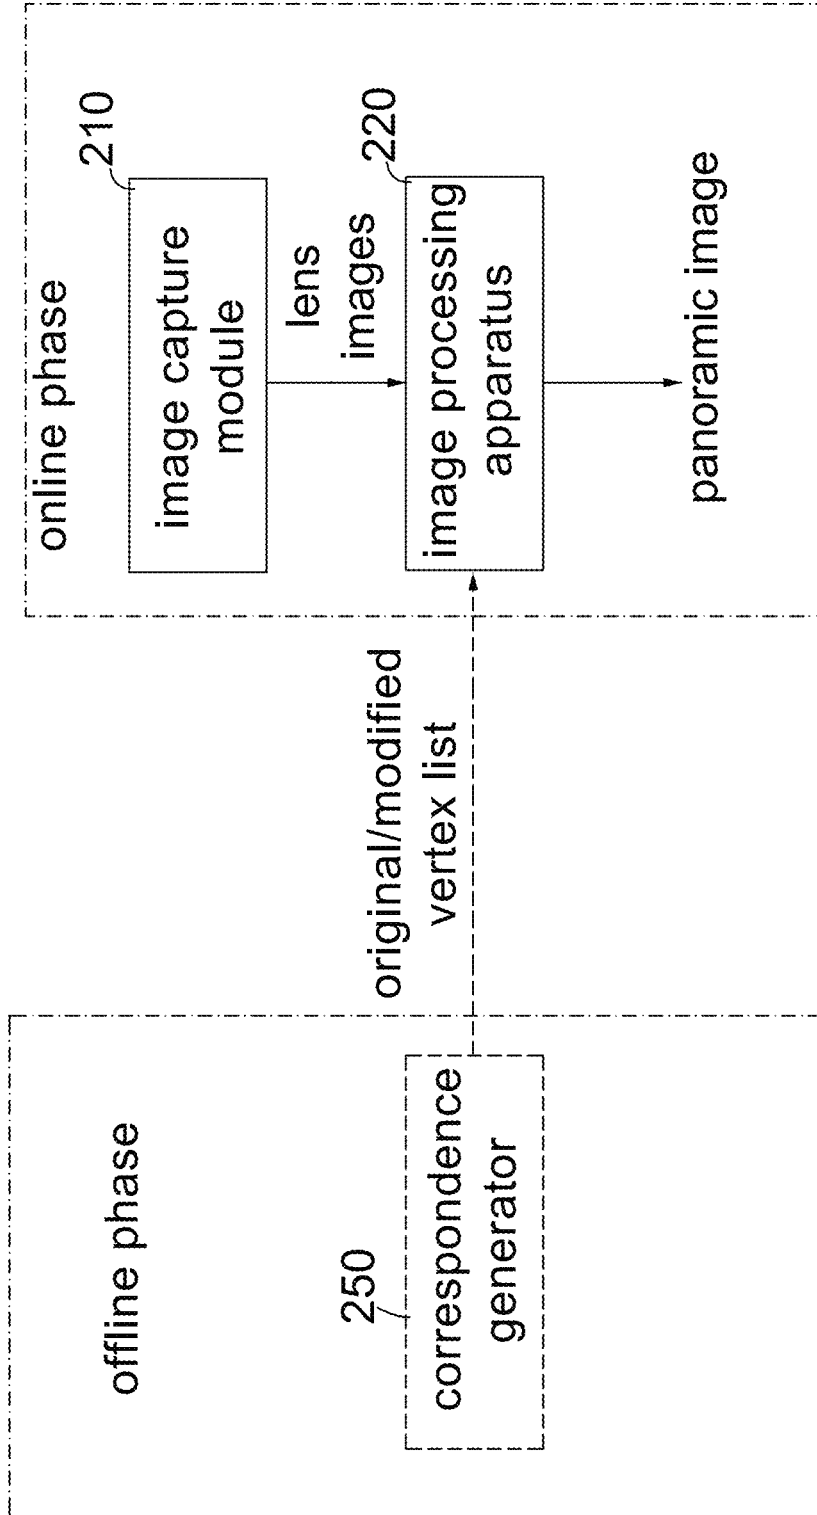 offline phase
250
correspondence
generator
original/modified
vertex list
online phase
210
image capture
module
lens
images
220
image processing
apparatus
panoramic image